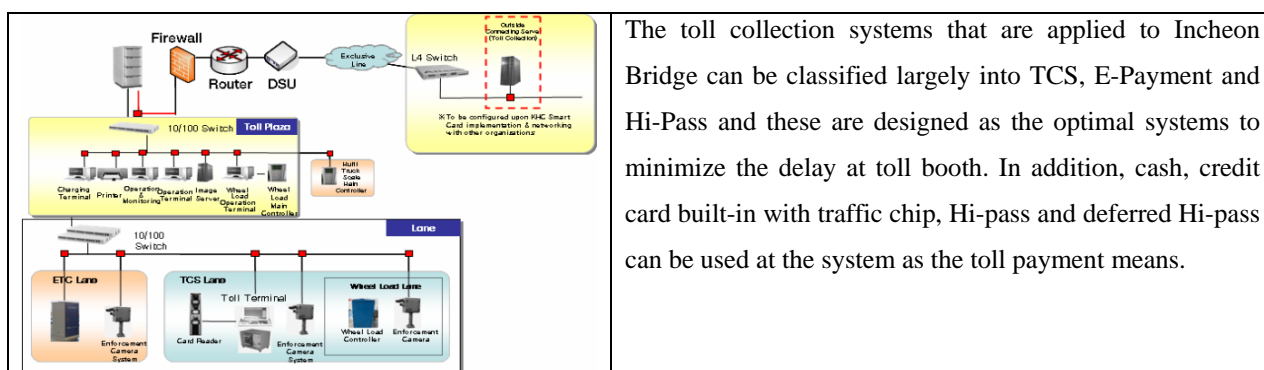 Firewall
Router
DSU
Exclusive
Line
L4 Switch
Outside
Connecting Server
(Toll Collection)
※To be configured upon KHC Smart
Card implementation & networking
with other organizations
10/100 Switch
Toll Plaza
Charging
Terminal
Printer
Operation
&
Monitoring
Operation
Terminal
Image
Server
Wheel
Load
Operation
Terminal
Wheel
Load
Main
Controller
Multi
Truck
Scale
Main
Controller
10/100
Switch
Lane
ETC Lane
Enforcement
Camera
System
TCS Lane
Toll Terminal
Card Reader
Enforcement
Camera
System
Wheel Load Lane
Wheel Load
Controller
Enforcement
Camera
The toll collection systems that are applied to Incheon
Bridge can be classified largely into TCS, E-Payment and
Hi-Pass and these are designed as the optimal systems to
minimize the delay at toll booth. In addition, cash, credit
card built-in with traffic chip, Hi-pass and deferred Hi-pass
can be used at the system as the toll payment means.